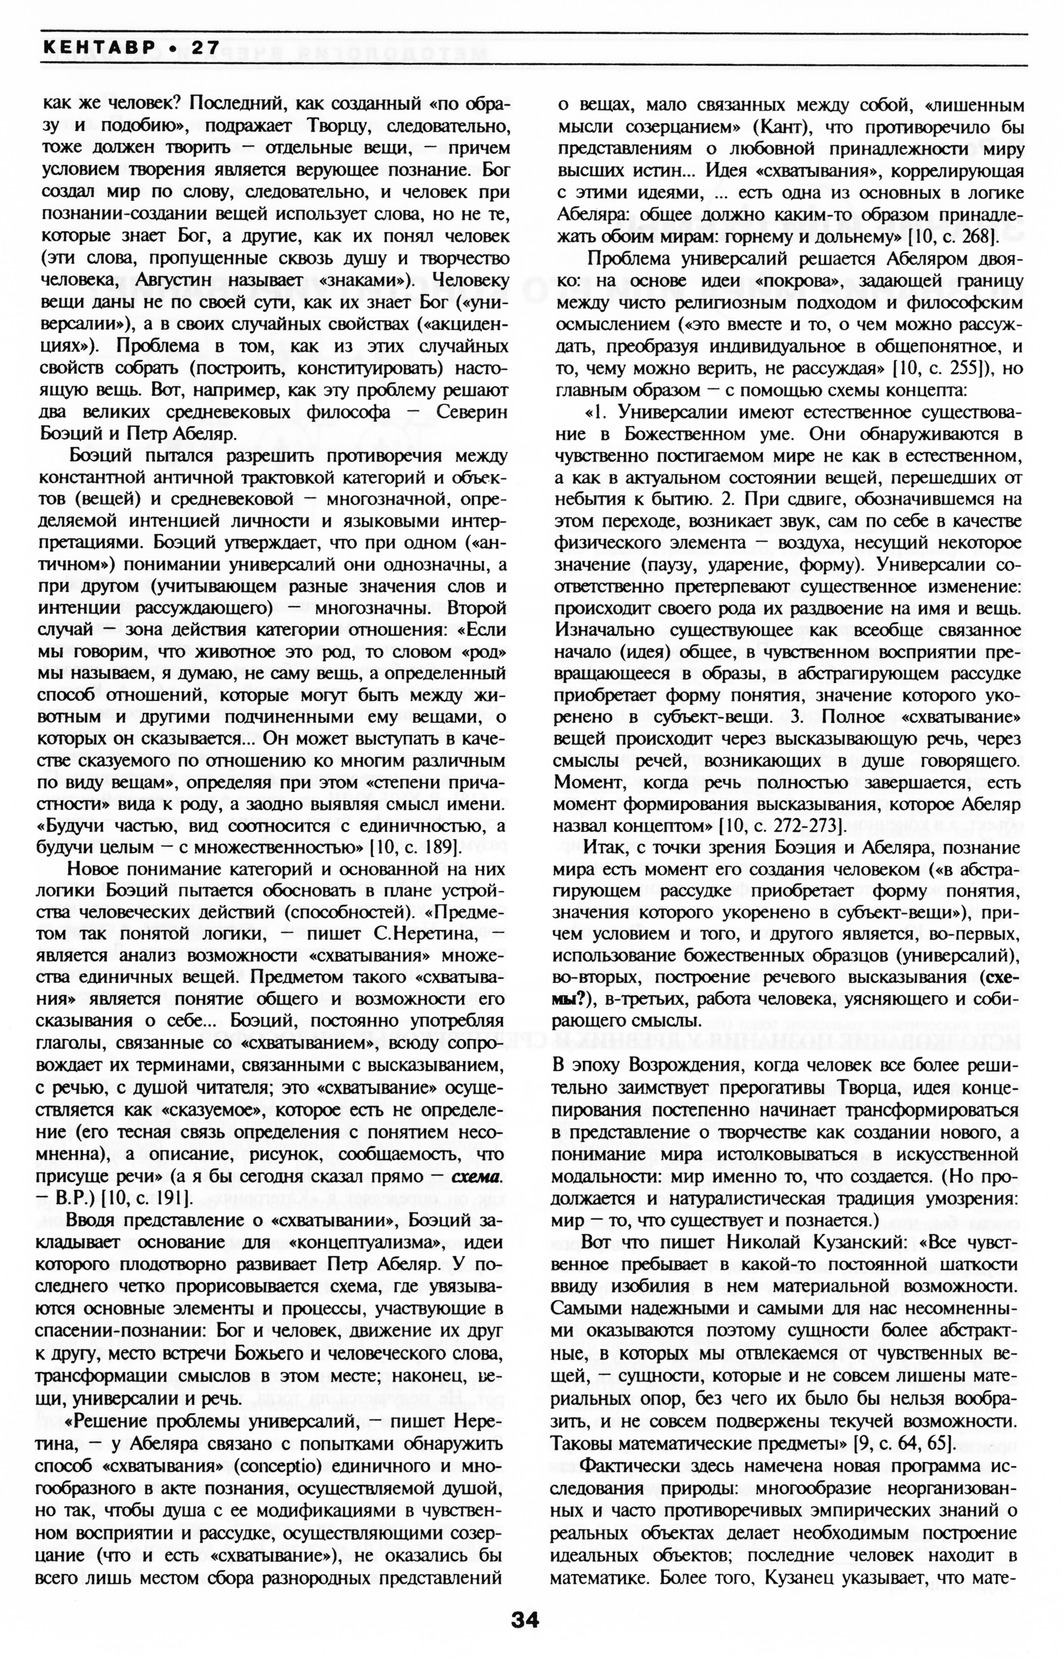 КЕНТАВР • 27
как же человек? Последний, как созданный «по обра-
зу и подобию», подражает Творцу, следовательно,
тоже должен творить — отдельные вещи, — причем
условием творения является верующее познание. Бог
создал мир по слову, следовательно, и человек при
познании-создании вещей использует слова, но не те,
которые знает Бог, а другие, как их понял человек
(эти слова, пропущенные сквозь душу и творчество
человека, Августин называет «знаками»). Человеку
вещи даны не по своей сути, как их знает Бог («уни-
версалии»), а в своих случайных свойствах («акциден-
циях»). Проблема в том, как из этих случайных
свойств собрать (построить, конституировать) насто-
ящую вещь. Вот, например, как эту проблему решают
два великих средневековых философа — Северин
Боэций и Петр Абеляр.
Боэций пытался разрешить противоречия между
константной античной трактовкой категорий и объек-
тов (вещей) и средневековой — многозначной, опре-
деляемой интенцией личности и языковыми интер-
претациями. Боэций утверждает, что при одном («ан-
тичном») понимании универсалий они однозначны, а
при другом (учитывающем разные значения слов и
интенции рассуждающего) — многозначны. Второй
случай — зона действия категории отношения: «Если
мы говорим, что животное это род, то словом «род»
мы называем, я думаю, не саму вещь, а определенный
способ отношений, которые могут быть между жи-
вотным и другими подчиненными ему вещами, о
которых он сказывается... Он может выступать в каче-
стве сказуемого по отношению ко многим различным
по виду вещам», определяя при этом «степени прича-
стности» вида к роду, а заодно выявляя смысл имени.
«Будучи частью, вид соотносится с единичностью, а
будучи целым — с множественностью» [10, с. 189].
Новое понимание категорий и основанной на них
логики Боэций пытается обосновать в плане устрой-
ства человеческих действий (способностей). «Предме-
том так понятой логики, — пишет С.Неретина, —
является анализ возможности «схватывания» множе-
ства единичных вещей. Предметом такого «схватыва-
ния» является понятие общего и возможности его
сказывания о себе... Боэций, постоянно употребляя
глаголы, связанные со «схватыванием», всюду сопро-
вождает их терминами, связанными с высказыванием,
с речью, с душой читателя; это «схватывание» осуще-
ствляется как «сказуемое», которое есть не определе-
ние (его тесная связь определения с понятием несо-
мненна), а описание, рисунок, сообщаемость, что
присуще речи» (а я бы сегодня сказал прямо — схема.
— В.Р.) [10, с. 191].
Вводя представление о «схватывании», Боэций за-
кладывает основание для «концептуализма», идеи
которого плодотворно развивает Петр Абеляр. У по-
следнего четко прорисовывается схема, где увязыва-
ются основные элементы и процессы, участвующие в
спасении-познании: Бог и человек, движение их друг
к другу, место встречи Божьего и человеческого слова,
трансформации смыслов в этом месте; наконец, ве-
щи, универсалии и речь.
«Решение проблемы универсалий, — пишет Нере-
тина, — у Абеляра связано с попытками обнаружить
способ «схватывания» (conceptio) единичного и мно-
гообразного в акте познания, осуществляемой душой,
но так, чтобы душа с ее модификациями в чувствен-
ном восприятии и рассудке, осуществляющими созер-
цание (что и есть «схватывание»), не оказались бы
всего лишь местом сбора разнородных представлений
о вещах, мало связанных между собой, «лишенным
мысли созерцанием» (Кант), что противоречило бы
представлениям о любовной принадлежности миру
высших истин... Идея «схватывания», коррелирующая
с этими идеями, ... есть одна из основных в логике
Абеляра: общее должно каким-то образом принадле-
жать обоим мирам: горнему и дольнему» [10, с. 268].
Проблема универсалий решается Абеляром двоя-
ко: на основе идеи «покрова», задающей границу
между чисто религиозным подходом и философским
осмыслением («это вместе и то, о чем можно рассуж-
дать, преобразуя индивидуальное в общепонятное, и
то, чему можно верить, не рассуждая» [10, с. 255]), но
главным образом — с помощью схемы концепта:
«1. Универсалии имеют естественное существова-
ние в Божественном уме. Они обнаруживаются в
чувственно постигаемом мире не как в естественном,
а как в актуальном состоянии вещей, перешедших от
небытия к бытию. 2. При сдвиге, обозначившемся на
этом переходе, возникает звук, сам по себе в качестве
физического элемента — воздуха, несущий некоторое
значение (паузу, ударение, форму). Универсалии со-
ответственно претерпевают существенное изменение:
происходит своего рода их раздвоение на имя и вещь.
Изначально существующее как всеобще связанное
начало (идея) общее, в чувственном восприятии пре-
вращающееся в образы, в абстрагирующем рассудке
приобретает форму понятия, значение которого уко-
ренено в субъект-вещи. 3. Полное «схватывание»
вещей происходит через высказывающую речь, через
смыслы речей, возникающих в душе говорящего.
Момент, когда речь полностью завершается, есть
момент формирования высказывания, которое Абеляр
назвал концептом» [10, с. 272-273].
Итак, с точки зрения Боэция и Абеляра, познание
мира есть момент его создания человеком («в абстра-
гирующем рассудке приобретает форму понятия,
значения которого укоренено в субъект-вещи»), при-
чем условием и того, и другого является, во-первых,
использование божественных образцов (универсалий),
во-вторых, построение речевого высказывания (схе-
мы?), в-третьих, работа человека, уясняющего и соби-
рающего смыслы.
В эпоху Возрождения, когда человек все более реши-
тельно заимствует прерогативы Творца, идея конце-
пирования постепенно начинает трансформироваться
в представление о творчестве как создании нового, а
понимание мира истолковываться в искусственной
модальности: мир именно то, что создается. (Но про-
должается и натуралистическая традиция умозрения:
мир — то, что существует и познается.)
Вот что пишет Николай Кузанский: «Все чувст-
венное пребывает в какой-то постоянной шаткости
ввиду изобилия в нем материальной возможности.
Самыми надежными и самыми для нас несомненны-
ми оказываются поэтому сущности более абстракт-
ные, в которых мы отвлекаемся от чувственных ве-
щей, — сущности, которые и не совсем лишены мате-
риальных опор, без чего их было бы нельзя вообра-
зить, и не совсем подвержены текучей возможности.
Таковы математические предметы» [9, с. 64, 65].
Фактически здесь намечена новая программа ис-
следования природы: многообразие неорганизован-
ных и часто противоречивых эмпирических знаний о
реальных объектах делает необходимым построение
идеальных объектов; последние человек находит в
математике. Более того, Кузанец указывает, что мате-
34